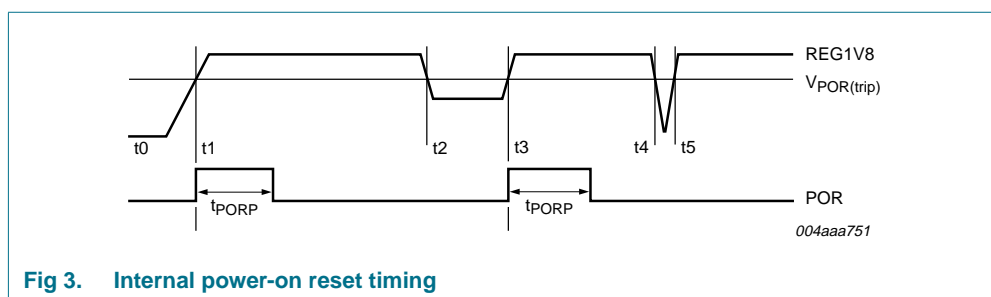 REG1V8
VPOR(trip)
t0 t1 t2 t3 t4 t5
tPORP tPORP
POR
004aaa751
Fig 3. Internal power-on reset timing